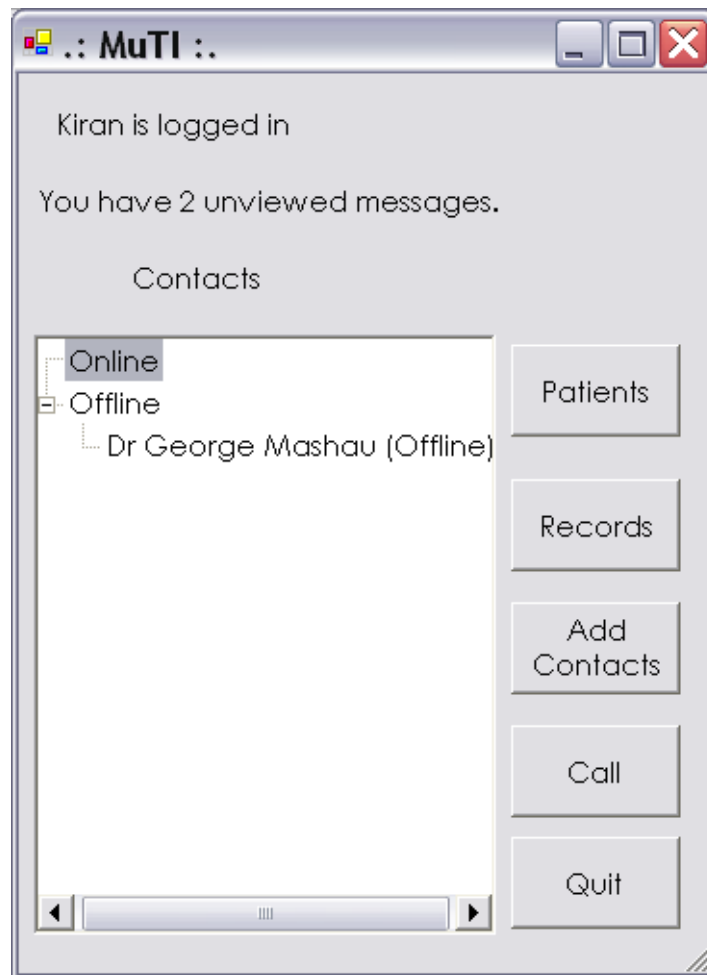 .: MuTI :.
Kiran is logged in
You have 2 unviewed messages.
Contacts
Online
Offline
Dr George Mashau (Offline)
Patients
Records
Add
Contacts
Call
Quit